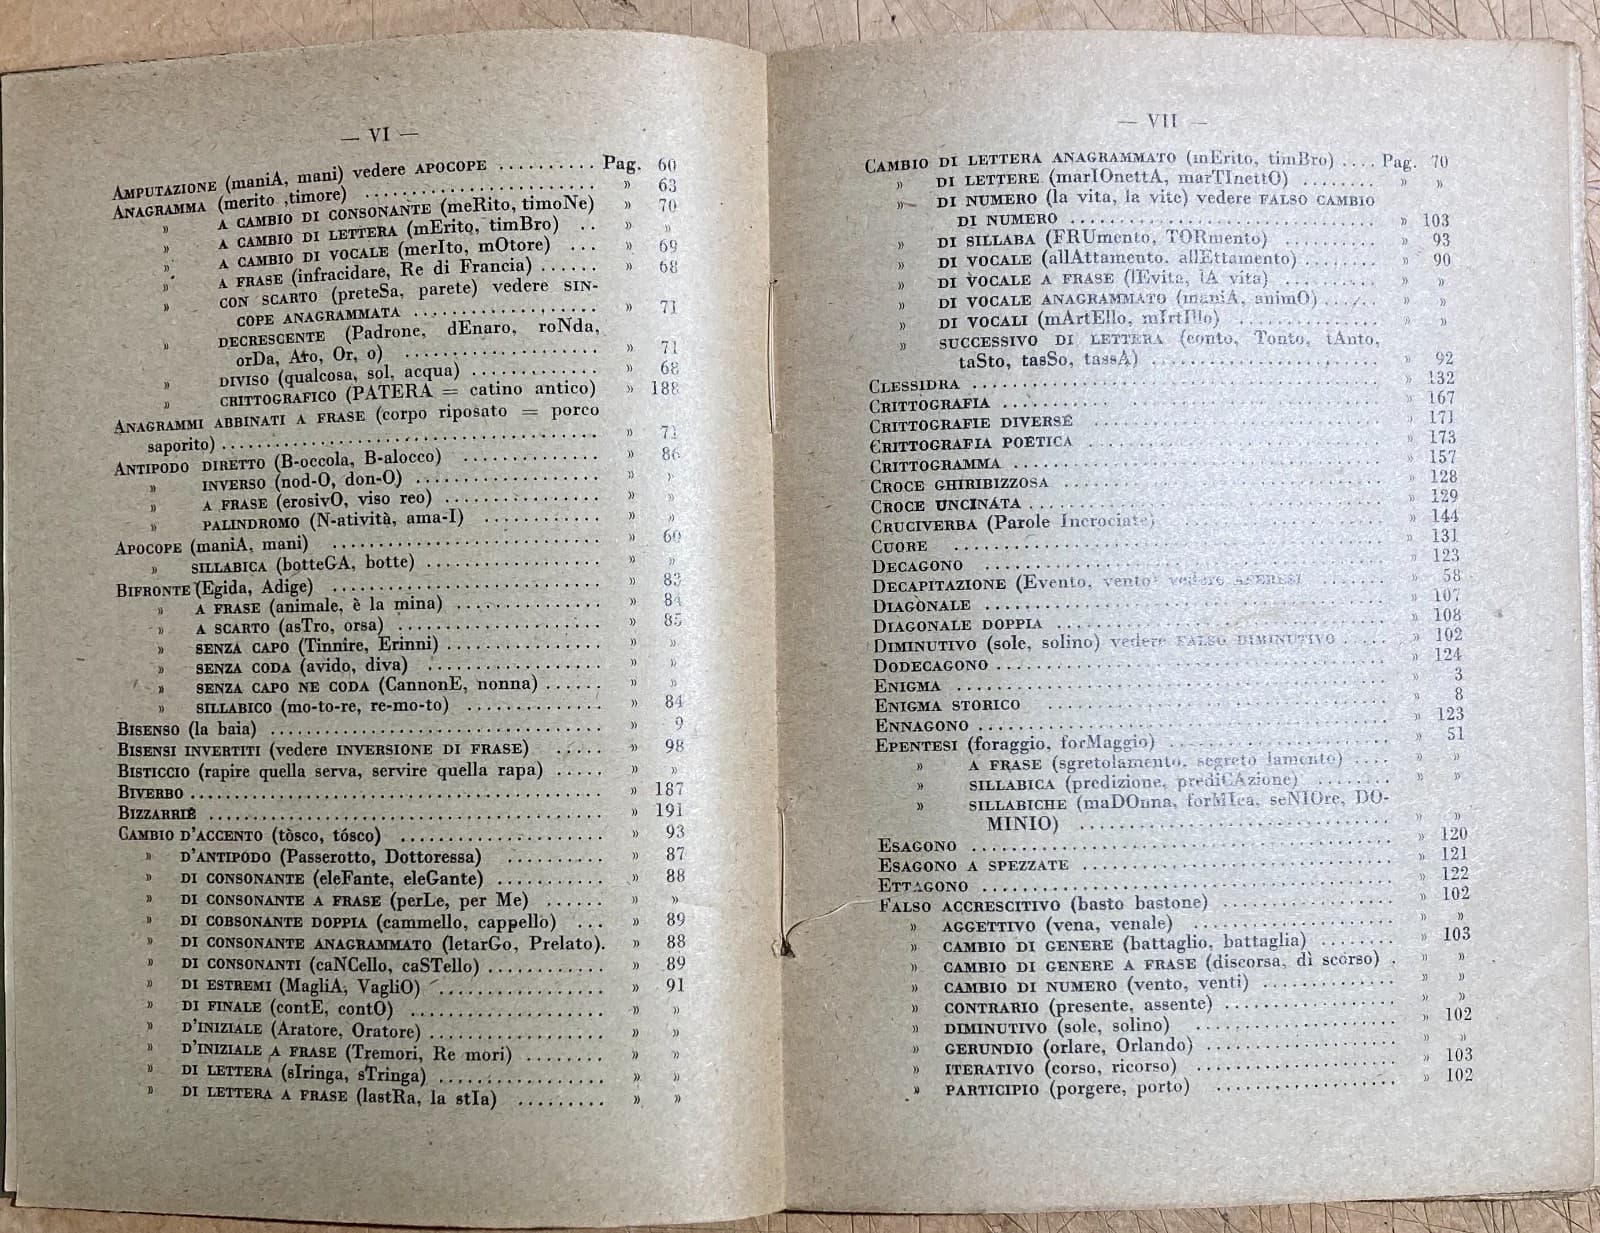 — VI —
AMPUTAZIONE (maniA, mani) vedere APOCOPE .......... Pag. 60
ANAGRAMMA (merito ,timore) .......... » 63
» A CAMBIO DI CONSONANTE (meRito, timoNe) » 70
» A CAMBIO DI LETTERA (mErito, timBro) .. » »
» A CAMBIO DI VOCALE (merIto, mOtore) ... » 69
» A FRASE (infracidare, Re di Francia) ...... » 68
» CON SCARTO (preteSa, parete) vedere SIN-
COPE ANAGRAMMATA .......... » 71
» DECRESCENTE (Padrone, dEnaro, roNda,
orDa, Aro, Or, o) .......... » 71
» DIVISO (qualcosa, sol, acqua) .......... » 68
» CRITTOGRAFICO (PATERA = catino antico) » 188
ANAGRAMMI ABBINATI A FRASE (corpo riposato = porco
saporito) .......... » 71
ANTIPODO DIRETTO (B-occola, B-alocco) .......... » 86
» INVERSO (nod-O, don-O) .......... » »
» A FRASE (erosivO, viso reo) .......... » »
» PALINDROMO (N-atività, ama-I) .......... » »
APOCOPE (maniA, mani) .......... » 60
» SILLABICA (botteGA, botte) .......... » »
BIFRONTE (Egida, Adige) .......... » 83
» A FRASE (animale, è la mina) .......... » 84
» A SCARTO (asTro, orsa) .......... » 85
» SENZA CAPO (Tinnire, Erinni) .......... » »
» SENZA CODA (avido, diva) .......... » »
» SENZA CAPO NE CODA (CannonE, nonna) ...... » »
» SILLABICO (mo-to-re, re-mo-to) .......... » 84
BISENSO (la baia) .......... » 9
BISENSI INVERTITI (vedere INVERSIONE DI FRASE) ..... » 98
BISTICCIO (rapire quella serva, servire quella rapa) ..... » »
BIVERBO .......... » 187
BIZZARRIE .......... » 191
CAMBIO D'ACCENTO (tòsco, tósco) .......... » 93
» D'ANTIPODO (Passerotto, Dottoressa) .......... » 87
» DI CONSONANTE (eleFante, eleGante) .......... » 88
» DI CONSONANTE A FRASE (perLe, per Me) ...... » »
» DI COBSONANTE DOPPIA (cammello, cappello) ... » 89
» DI CONSONANTE ANAGRAMMATO (letarGo, Prelato). » 88
» DI CONSONANTI (caNCello, caSTello) .......... » 89
» DI ESTREMI (MagliA, VagliO) .......... » 91
» DI FINALE (contE, contO) .......... » »
» D'INIZIALE (Aratore, Oratore) .......... » »
» D'INIZIALE A FRASE (Tremori, Re mori) ........ » »
» DI LETTERA (sIringa, sTringa) .......... » »
» DI LETTERA A FRASE (lastRa, la stIa) ......... » »
— VII —
CAMBIO DI LETTERA ANAGRAMMATO (mErito, timBro) .... Pag. 70
» DI LETTERE (marIOnettA, marTInettO) ........ » »
» DI NUMERO (la vita, la vite) vedere FALSO CAMBIO
DI NUMERO .......... » 103
» DI SILLABA (FRUmento, TORmento) .......... » 93
» DI VOCALE (allAttamento. allEttamento) ........ » 90
» DI VOCALE A FRASE (lEvita, lA vita) .......... » »
» DI VOCALE ANAGRAMMATO (maniA, animO) ...... » »
» DI VOCALI (mArtEllo, mIrtIllo) .......... » »
» SUCCESSIVO DI LETTERA (conto, Tonto, tAnto,
taSto, tasSo, tassA) .......... » 92
CLESSIDRA .......... » 132
CRITTOGRAFIA .......... » 167
CRITTOGRAFIE DIVERSE .......... » 171
CRITTOGRAFIA POETICA .......... » 173
CRITTOGRAMMA .......... » 157
CROCE GHIRIBIZZOSA .......... » 128
CROCE UNCINATA .......... » 129
CRUCIVERBA (Parole Incrociate) .......... » 144
CUORE .......... » 131
DECAGONO .......... » 123
DECAPITAZIONE (Evento, vento) vedere AFERESI ...... » 58
DIAGONALE .......... » 107
DIAGONALE DOPPIA .......... » 108
DIMINUTIVO (sole, solino) vedere FALSO DIMINUTIVO ..... » 102
DODECAGONO .......... » 124
ENIGMA .......... » 3
ENIGMA STORICO .......... » 8
ENNAGONO .......... » 123
EPENTESI (foraggio, forMaggio) .......... » 51
» A FRASE (sgretolamento. segreto lamento) .... » »
» SILLABICA (predizione, prediCAzione) ........ » »
» SILLABICHE (maDOnna, forMIca, seNIOre, DO-
MINIO) .......... » »
ESAGONO .......... » 120
ESAGONO A SPEZZATE .......... » 121
ETTAGONO .......... » 122
FALSO ACCRESCITIVO (basto bastone) .......... » 102
» AGGETTIVO (vena, venale) .......... » »
» CAMBIO DI GENERE (battaglio, battaglia) ........ » 103
» CAMBIO DI GENERE A FRASE (discorsa, dì scorso) . » »
» CAMBIO DI NUMERO (vento, venti) .......... » »
» CONTRARIO (presente, assente) .......... » »
» DIMINUTIVO (sole, solino) .......... » 102
» GERUNDIO (orlare, Orlando) .......... » »
» ITERATIVO (corso, ricorso) .......... » 103
» PARTICIPIO (porgere, porto) .......... » 102